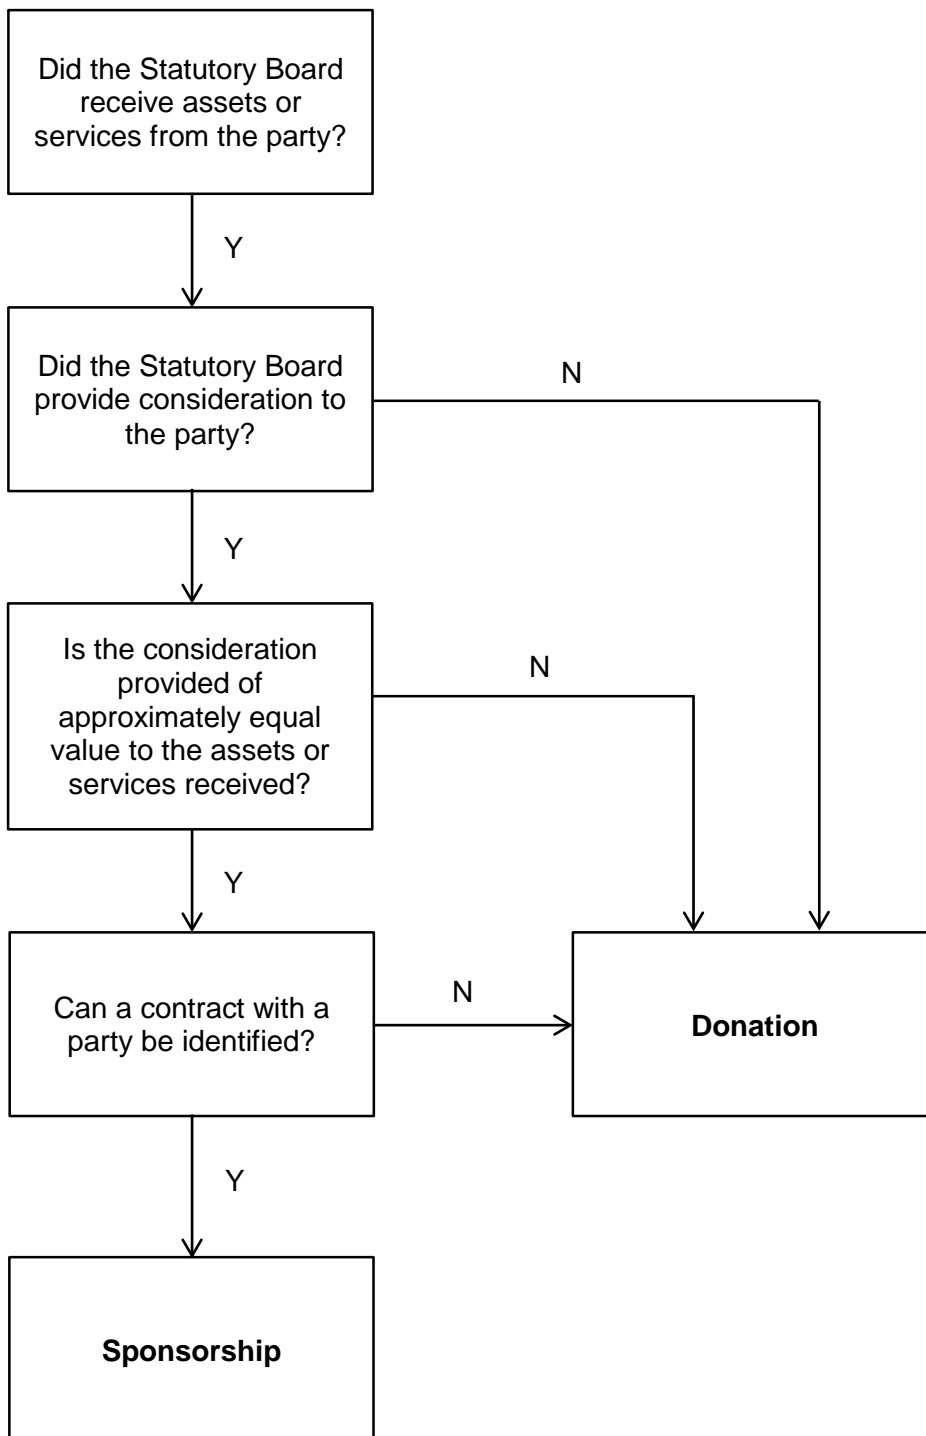 Did the Statutory Board
receive assets or
services from the party?
Y
Did the Statutory Board
provide consideration to
the party?
N
Y
Is the consideration
provided of
approximately equal
value to the assets or
services received?
N
Y
Can a contract with a
party be identified?
N
Donation
Y
Sponsorship